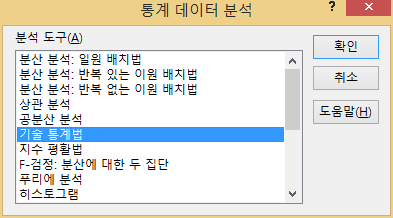 통계 데이터 분석
? ×
분석 도구(A)
분산 분석: 일원 배치법
분산 분석: 반복 있는 이원 배치법
분산 분석: 반복 없는 이원 배치법
상관 분석
공분산 분석
기술 통계법
지수 평활법
F-검정: 분산에 대한 두 집단
푸리에 분석
히스토그램
확인
취소
도움말(H)